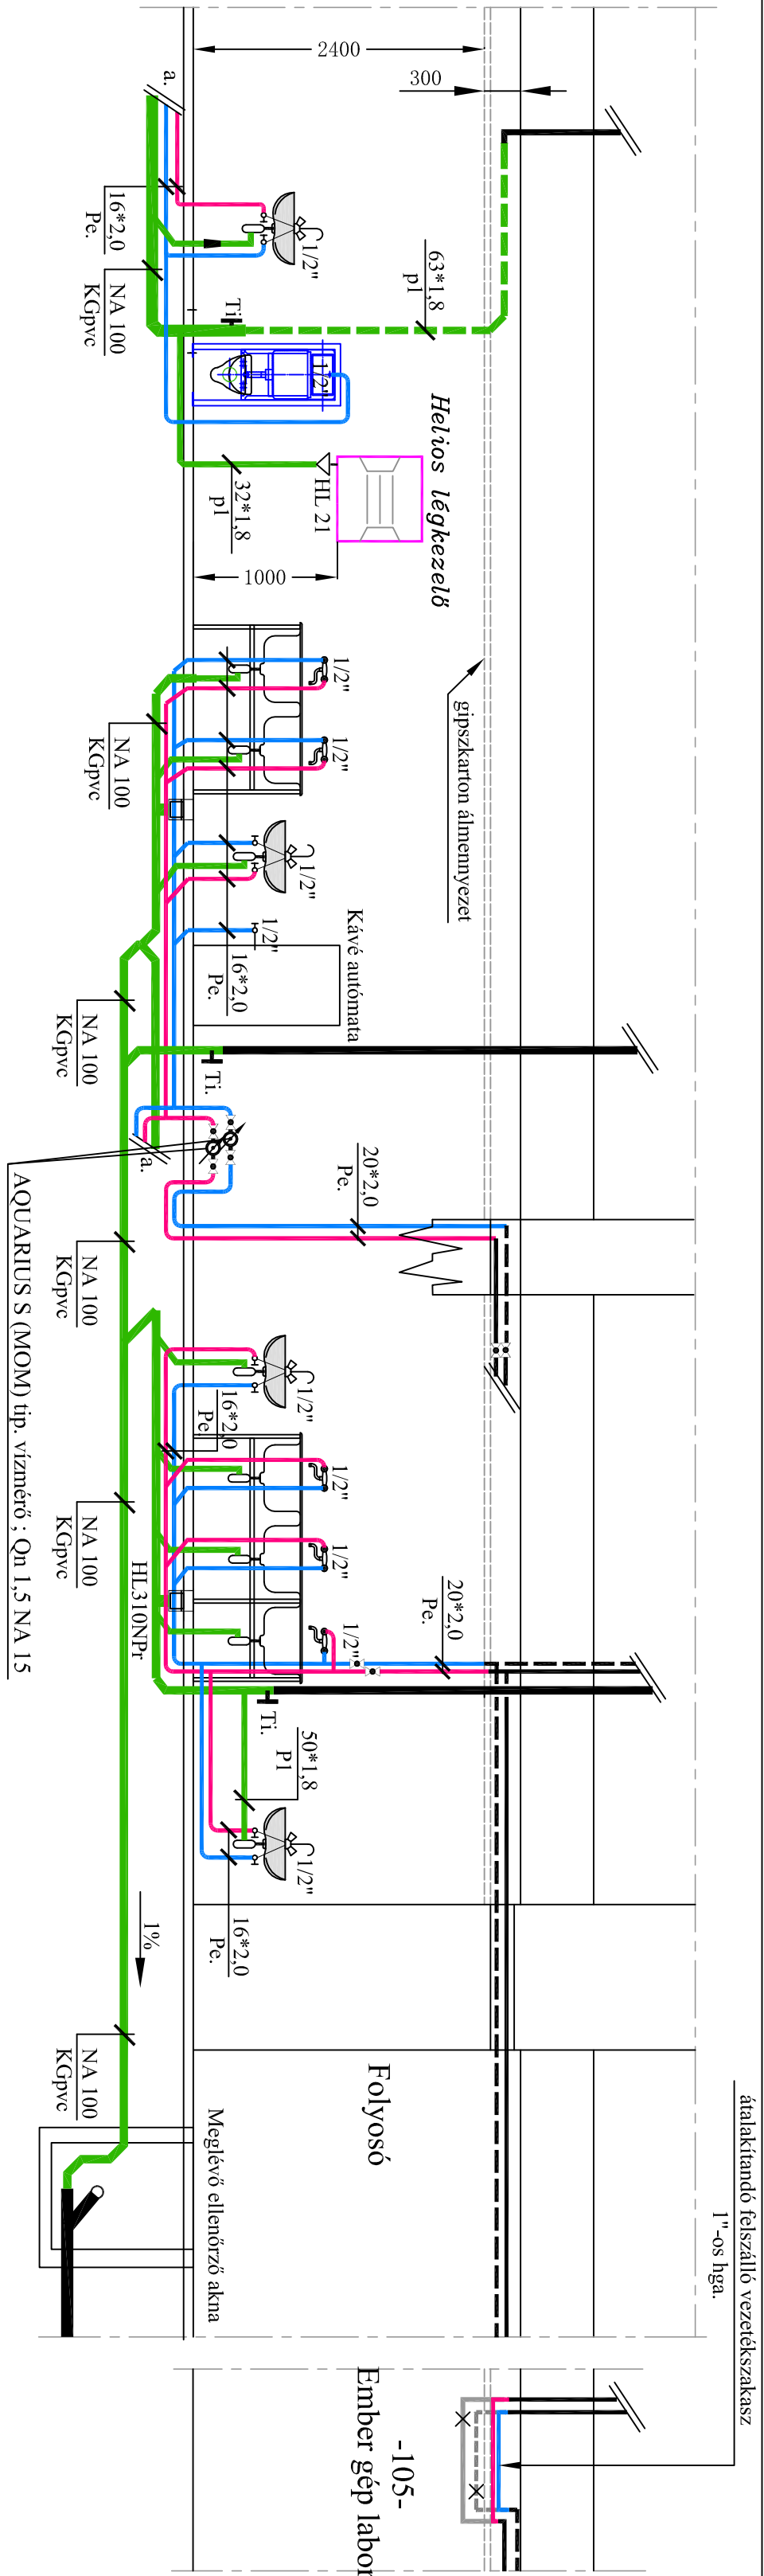 2400
300
a.
16*2,0
Pe.
1/2"
NA 100
KGpvc
63*1,8
pl
Ti.
1/2"
Helios légkezelő
HL 21
32*1,8
pl
1000
gipszkarton álmennyezet
1/2"
1/2"
NA 100
KGpvc
1/2"
1/2"
16*2,0
Pe.
Kávé autómata
NA 100
KGpvc
Ti.
a.
20*2,0
Pe.
AQUARIUS S (MOM) tip. vízmérő ; Qn 1,5 NA 15
NA 100
KGpvc
1/2"
16*2,0
Pe.
1/2"
1/2"
NA 100
KGpvc
HL310NPr
1/2"
20*2,0
Pe.
Ti.
50*1,8
P1
1/2"
16*2,0
Pe.
1%
NA 100
KGpvc
Folyosó
Meglévő ellenőrző akna
átalakítandó felszálló vezetékszakasz
1"-os hga.
-105-
Ember gép labor